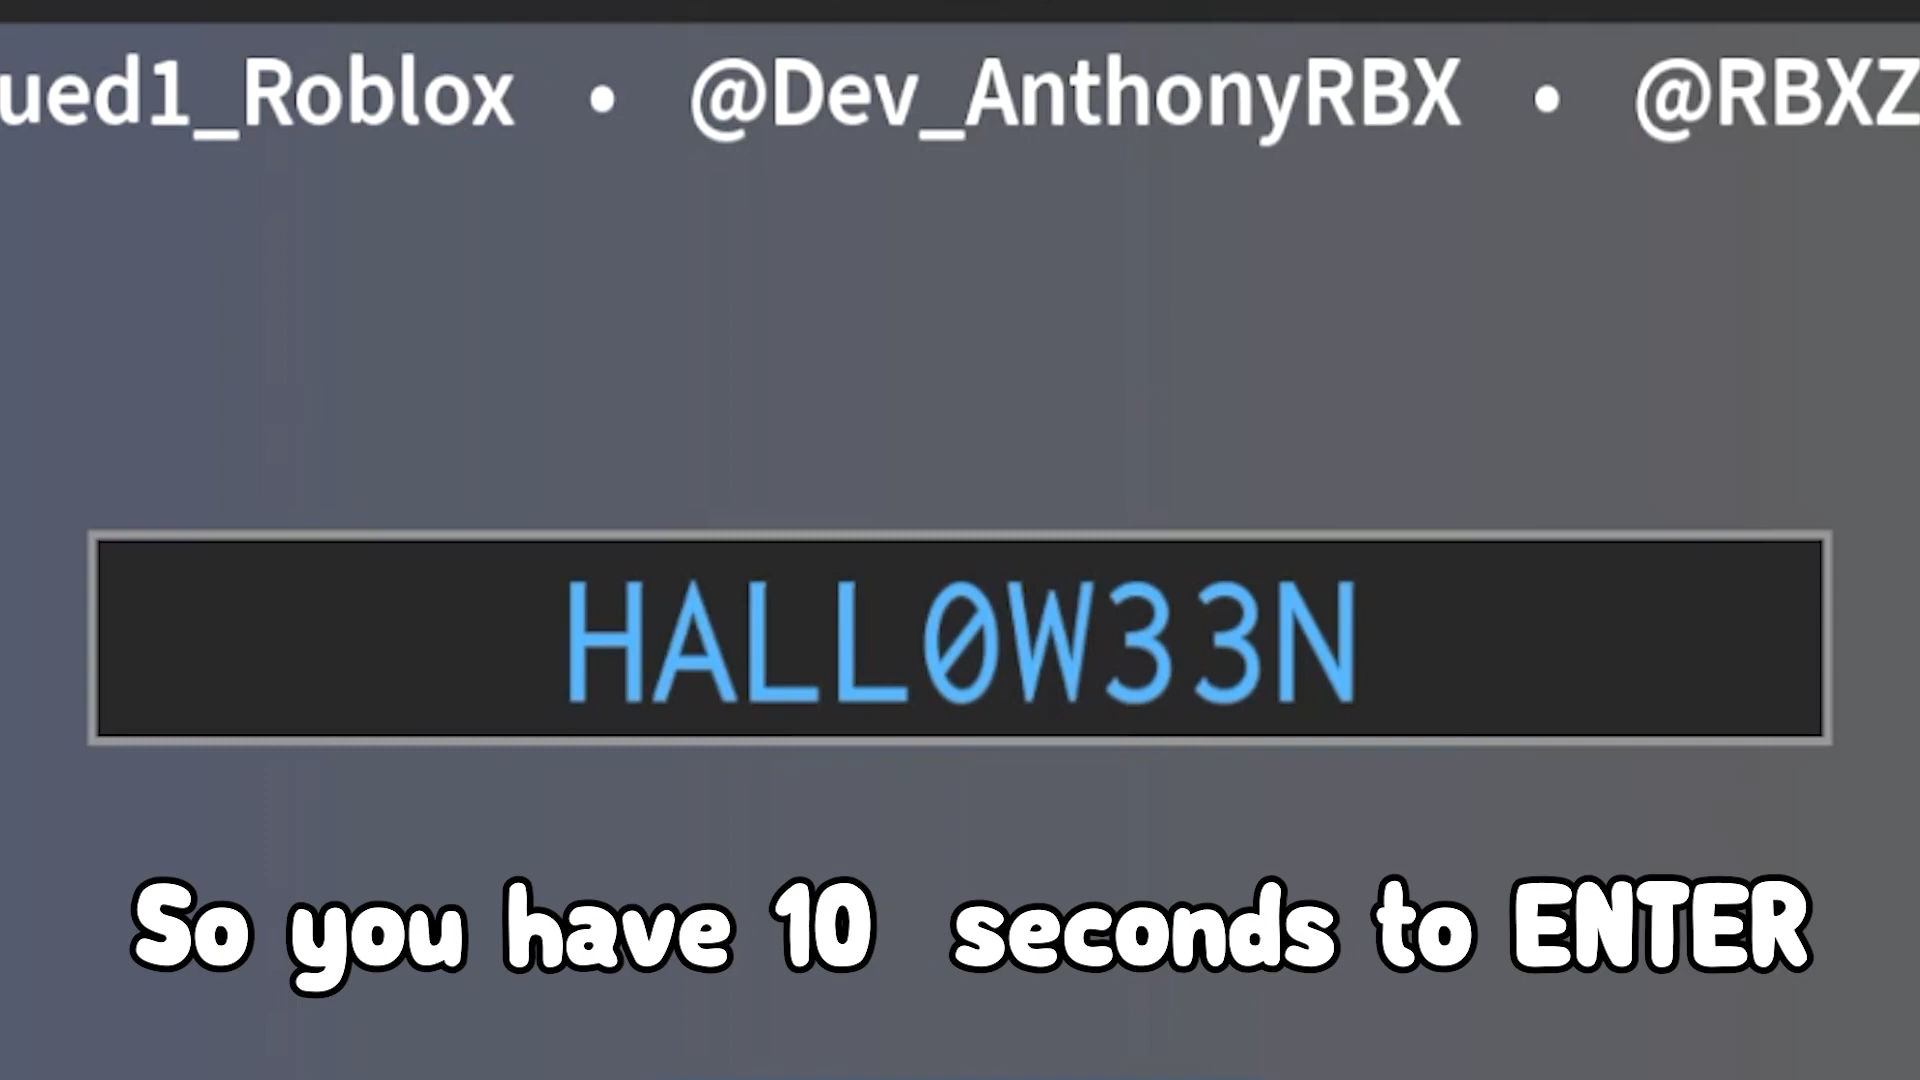 ued1_Roblox • @Dev_AnthonyRBX • @RBXZ
HALL0W33N
So you have 10 seconds to ENTER